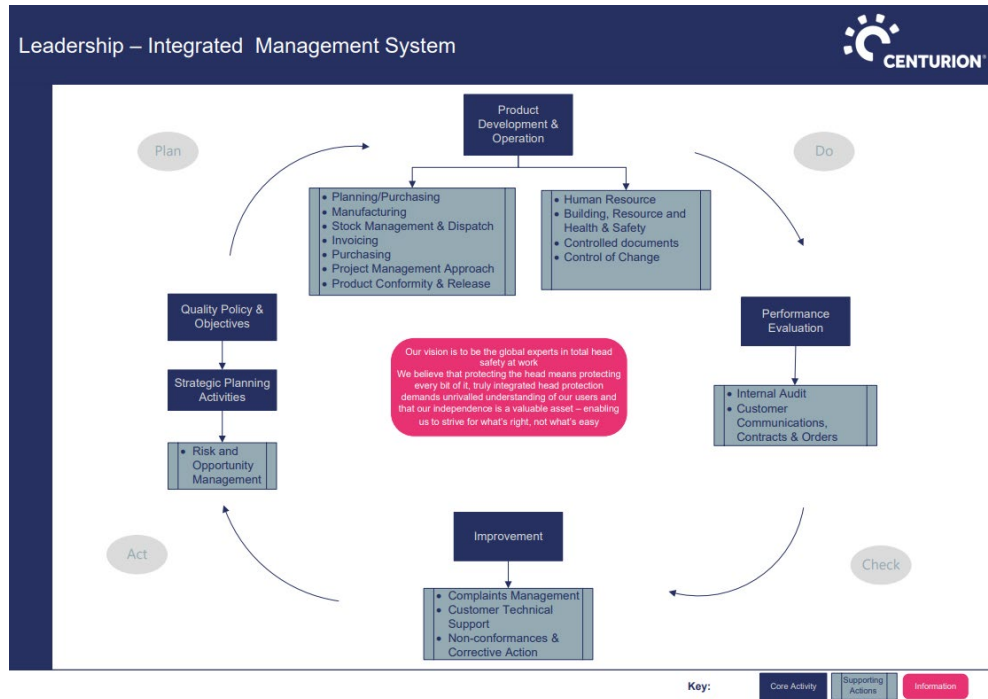 Leadership – Integrated Management System
CENTURION®
Plan
Do
Product
Development &
Operation
• Planning/Purchasing
• Manufacturing
• Stock Management & Dispatch
• Invoicing
• Purchasing
• Project Management Approach
• Product Conformity & Release
• Human Resource
• Building, Resource and
Health & Safety
• Controlled documents
• Control of Change
Quality Policy &
Objectives
Strategic Planning
Activities
• Risk and
Opportunity
Management
Our vision is to be the global experts in total head
safety at work
We believe that protecting the head means protecting
every bit of it, truly integrated head protection
demands unrivalled understanding of our users and
that our independence is a valuable asset – enabling
us to strive for what's right, not what's easy
Performance
Evaluation
• Internal Audit
• Customer
Communications,
Contracts & Orders
Act
Check
Improvement
• Complaints Management
• Customer Technical
Support
• Non-conformances &
Corrective Action
Key:
Core Activity
Supporting
Actions
Information